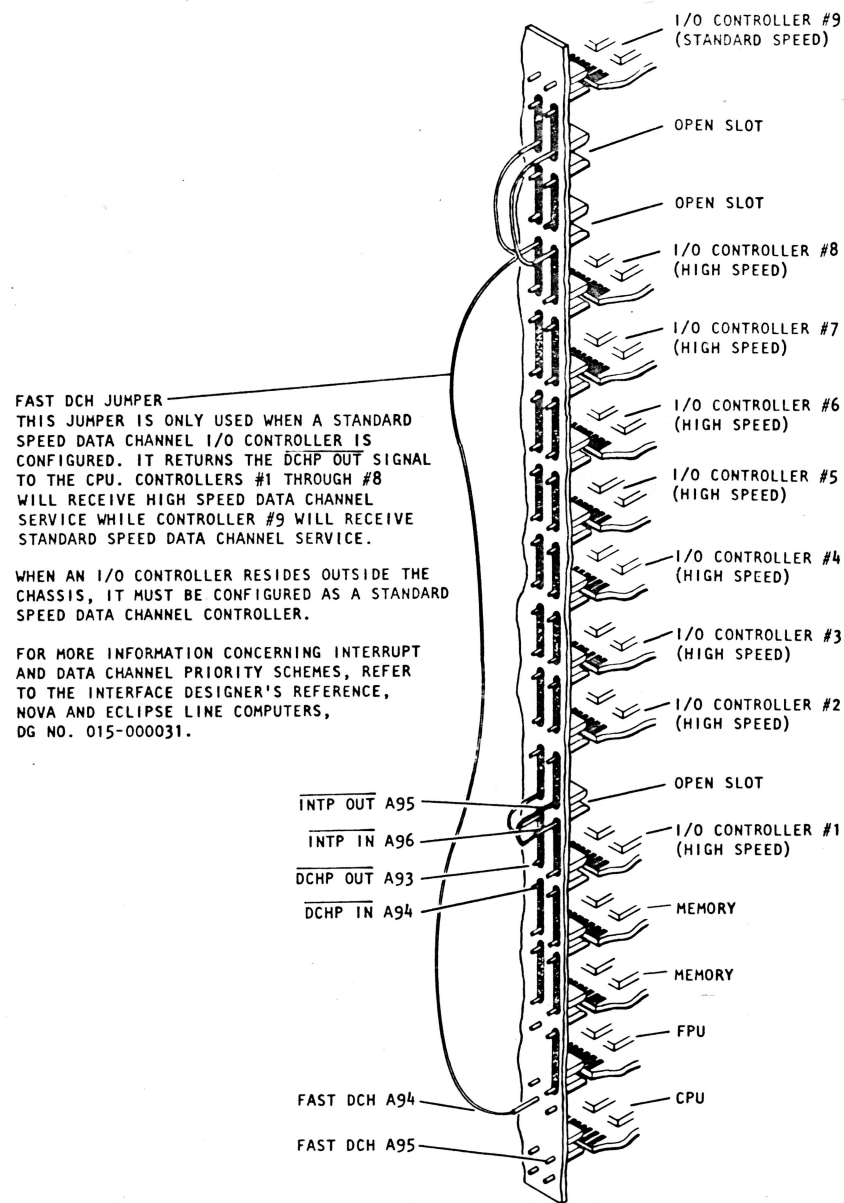 I/O CONTROLLER #9
(STANDARD SPEED)
OPEN SLOT
OPEN SLOT
I/O CONTROLLER #8
(HIGH SPEED)
I/O CONTROLLER #7
(HIGH SPEED)
I/O CONTROLLER #6
(HIGH SPEED)
I/O CONTROLLER #5
(HIGH SPEED)
I/O CONTROLLER #4
(HIGH SPEED)
I/O CONTROLLER #3
(HIGH SPEED)
I/O CONTROLLER #2
(HIGH SPEED)
OPEN SLOT
I/O CONTROLLER #1
(HIGH SPEED)
MEMORY
MEMORY
FPU
CPU
FAST DCH JUMPER
THIS JUMPER IS ONLY USED WHEN A STANDARD
SPEED DATA CHANNEL I/O CONTROLLER IS
CONFIGURED. IT RETURNS THE DCHP OUT SIGNAL
TO THE CPU. CONTROLLERS #1 THROUGH #8
WILL RECEIVE HIGH SPEED DATA CHANNEL
SERVICE WHILE CONTROLLER #9 WILL RECEIVE
STANDARD SPEED DATA CHANNEL SERVICE.
WHEN AN I/O CONTROLLER RESIDES OUTSIDE THE
CHASSIS, IT MUST BE CONFIGURED AS A STANDARD
SPEED DATA CHANNEL CONTROLLER.
FOR MORE INFORMATION CONCERNING INTERRUPT
AND DATA CHANNEL PRIORITY SCHEMES, REFER
TO THE INTERFACE DESIGNER'S REFERENCE,
NOVA AND ECLIPSE LINE COMPUTERS,
DG NO. 015-000031.
INTP OUT A95
INTP IN A96
DCHP OUT A93
DCHP IN A94
FAST DCH A94
FAST DCH A95